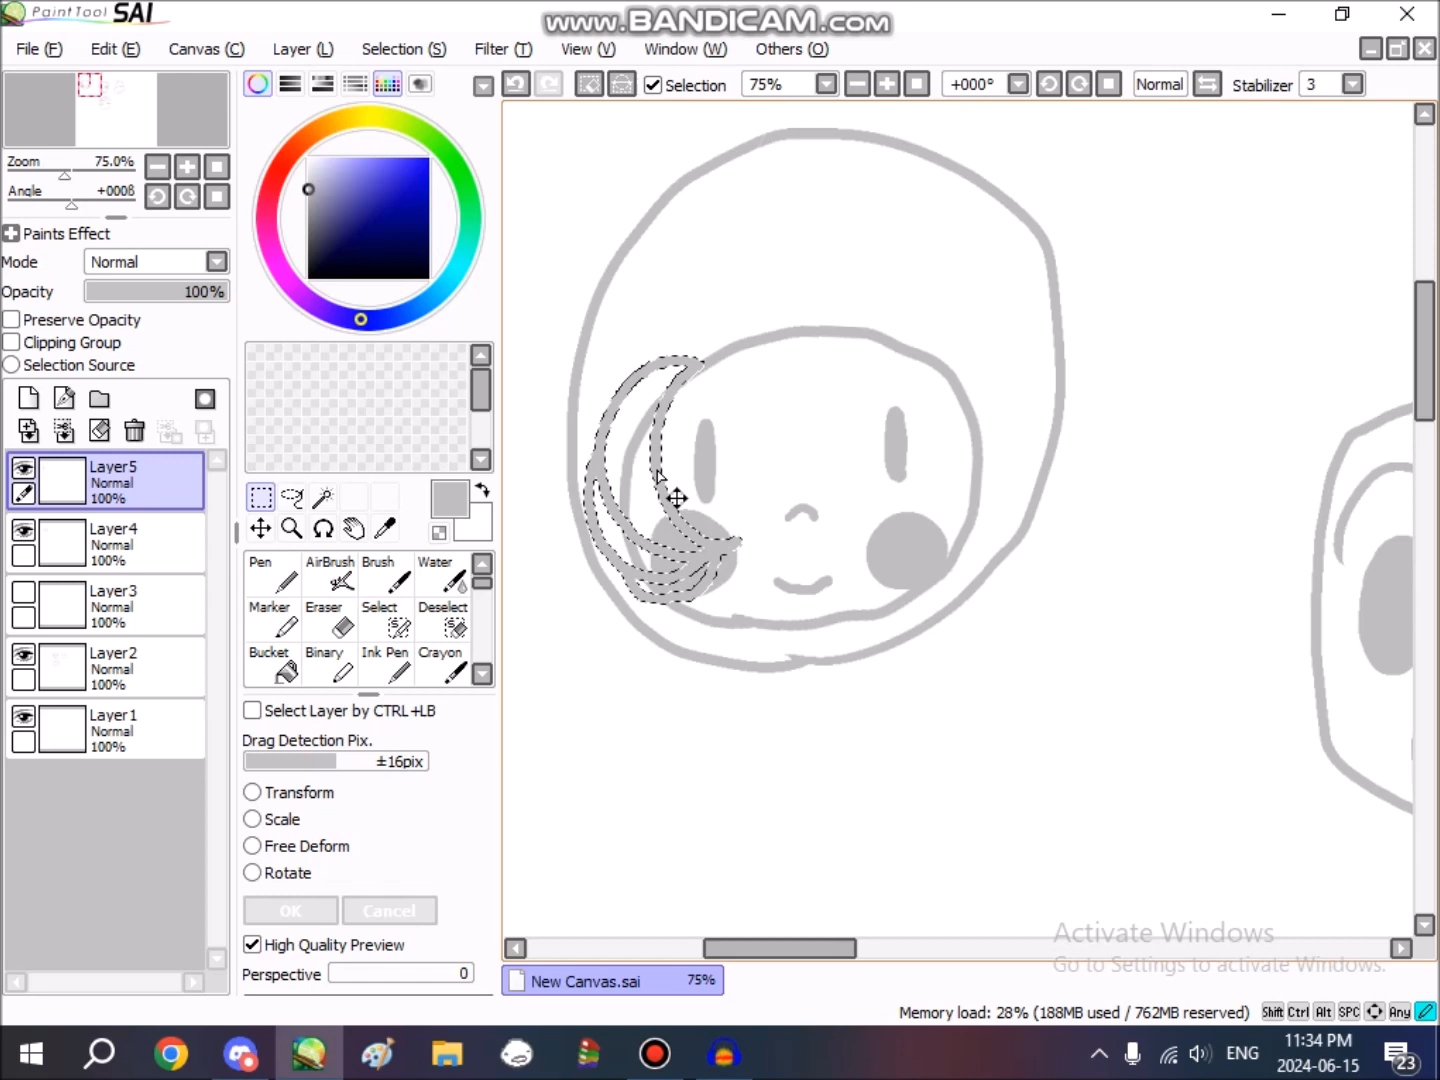 PaintTool SAI
www.BANDICAM.com
File (F) Edit (E) Canvas (C) Layer (L) Selection (S) Filter (T) View (V) Window (W) Others (O)
Selection 75% +000° Normal Stabilizer 3
Zoom 75.0%
Angle +000ß
Paints Effect
Mode Normal
Opacity 100%
Preserve Opacity
Clipping Group
Selection Source
Layer5
Normal
100%
Layer4
Normal
100%
Layer3
Normal
100%
Layer2
Normal
100%
Layer1
Normal
100%
Pen AirBrush Brush Water
Marker Eraser Select Deselect
Bucket Binary Ink Pen Crayon
Select Layer by CTRL+LB
Drag Detection Pix.
±16pix
Transform
Scale
Free Deform
Rotate
OK Cancel
High Quality Preview
Perspective 0
Activate Windows
Go to Settings to activate Windows.
New Canvas.sai 75%
Memory load: 28% (188MB used / 762MB reserved) Shift Ctrl Alt SPC Any
ENG 11:34 PM
2024-06-15 23